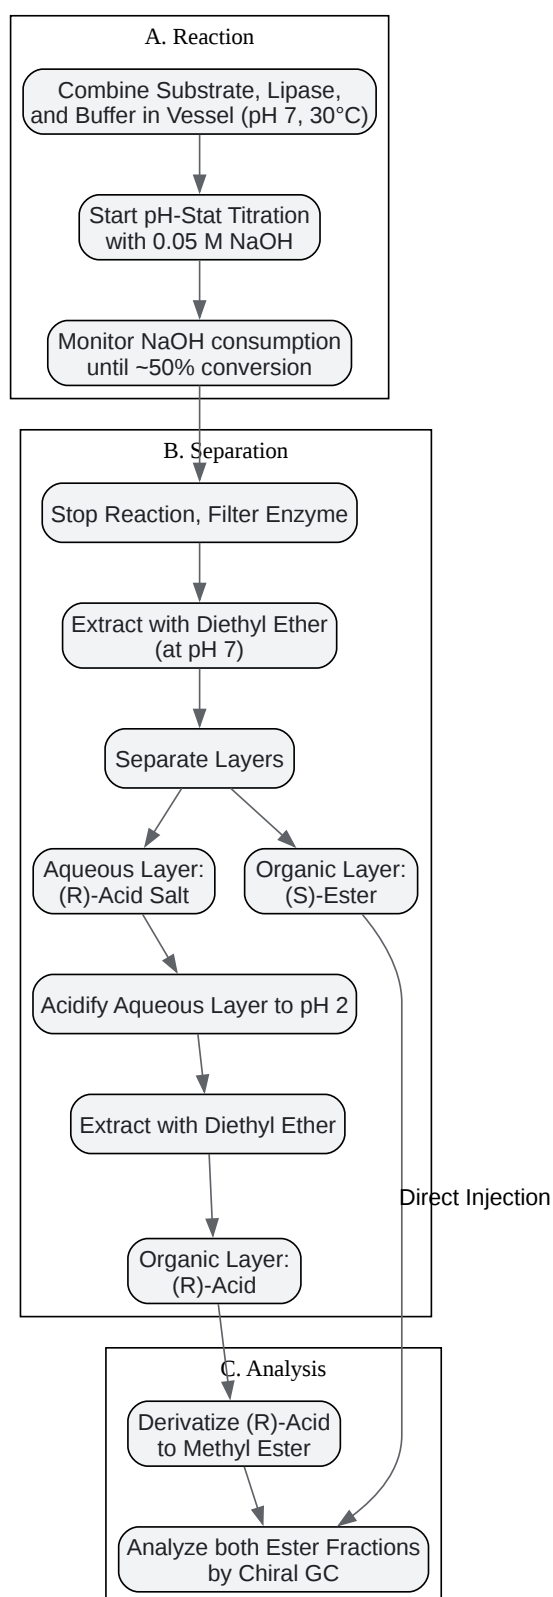 A. Reaction
Combine Substrate, Lipase,
and Buffer in Vessel (pH 7, 30°C)
Start pH-Stat Titration
with 0.05 M NaOH
Monitor NaOH consumption
until ~50% conversion
B. Separation
Stop Reaction, Filter Enzyme
Extract with Diethyl Ether
(at pH 7)
Separate Layers
Aqueous Layer:
(R)-Acid Salt
Organic Layer:
(S)-Ester
Acidify Aqueous Layer to pH 2
Extract with Diethyl Ether
Direct Injection
Organic Layer:
(R)-Acid
C. Analysis
Derivatize (R)-Acid
to Methyl Ester
Analyze both Ester Fractions
by Chiral GC